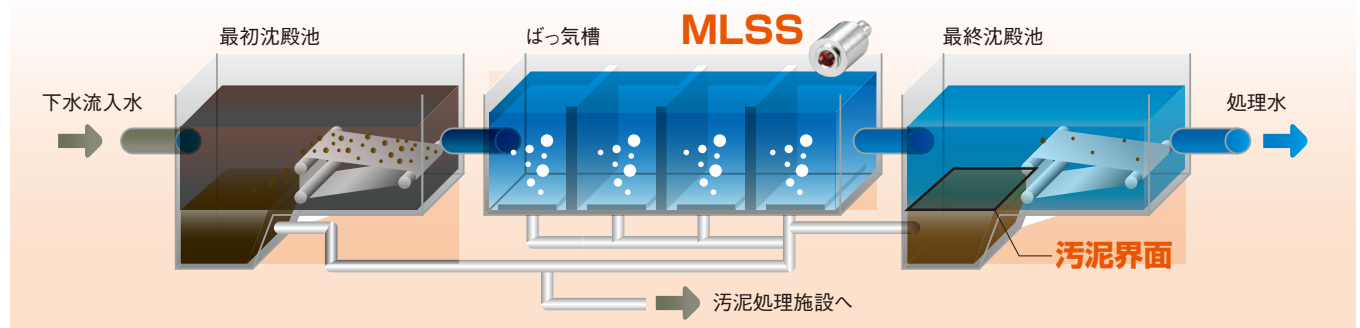 最初沈殿池
ばっ気槽
MLSS
最終沈殿池
下水流入水
処理水
汚泥界面
汚泥処理施設へ